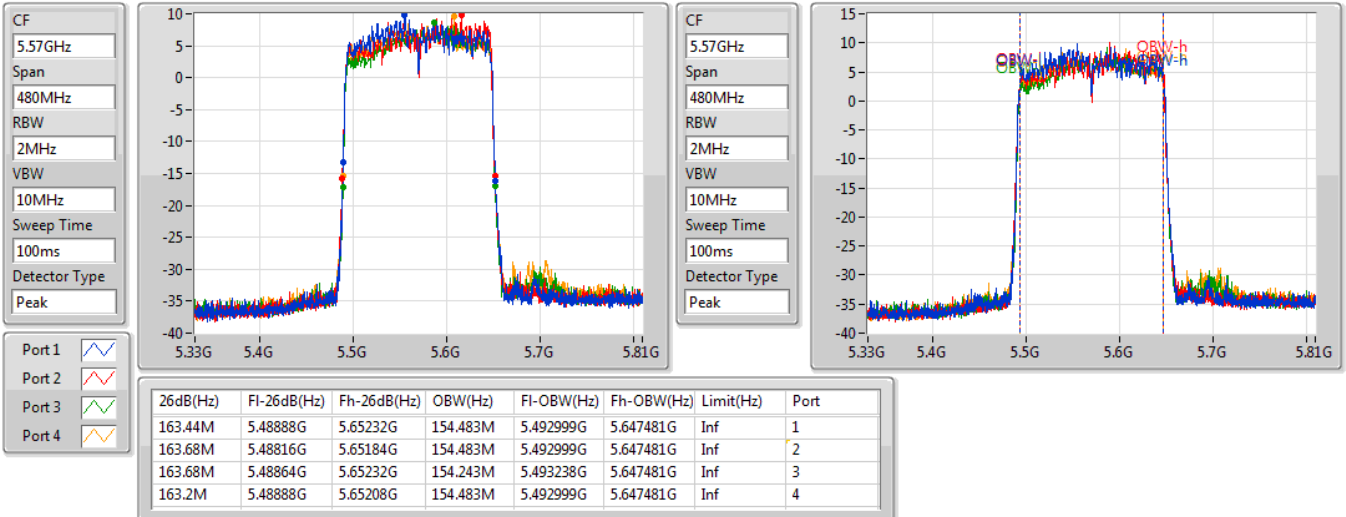 CF
5.57GHz
Span
480MHz
RBW
2MHz
VBW
10MHz
Sweep Time
100ms
Detector Type
Peak
10
5
0
-5
-10
-15
-20
-25
-30
-35
-40
5.33G 5.4G 5.5G 5.6G 5.7G 5.81G
CF
5.57GHz
Span
480MHz
RBW
2MHz
VBW
10MHz
Sweep Time
100ms
Detector Type
Peak
15
10
5
0
-5
-10
-15
-20
-25
-30
-35
-40
OBW-h
OBW-h
5.33G 5.4G 5.5G 5.6G 5.7G 5.81G
Port 1
Port 2
Port 3
Port 4
26dB(Hz) Fl-26dB(Hz) Fh-26dB(Hz) OBW(Hz) Fl-OBW(Hz) Fh-OBW(Hz) Limit(Hz) Port
163.44M 5.48888G 5.65232G 154.483M 5.492999G 5.647481G Inf 1
163.68M 5.48816G 5.65184G 154.483M 5.492999G 5.647481G Inf 2
163.68M 5.48864G 5.65232G 154.243M 5.493238G 5.647481G Inf 3
163.2M 5.48888G 5.65208G 154.483M 5.492999G 5.647481G Inf 4